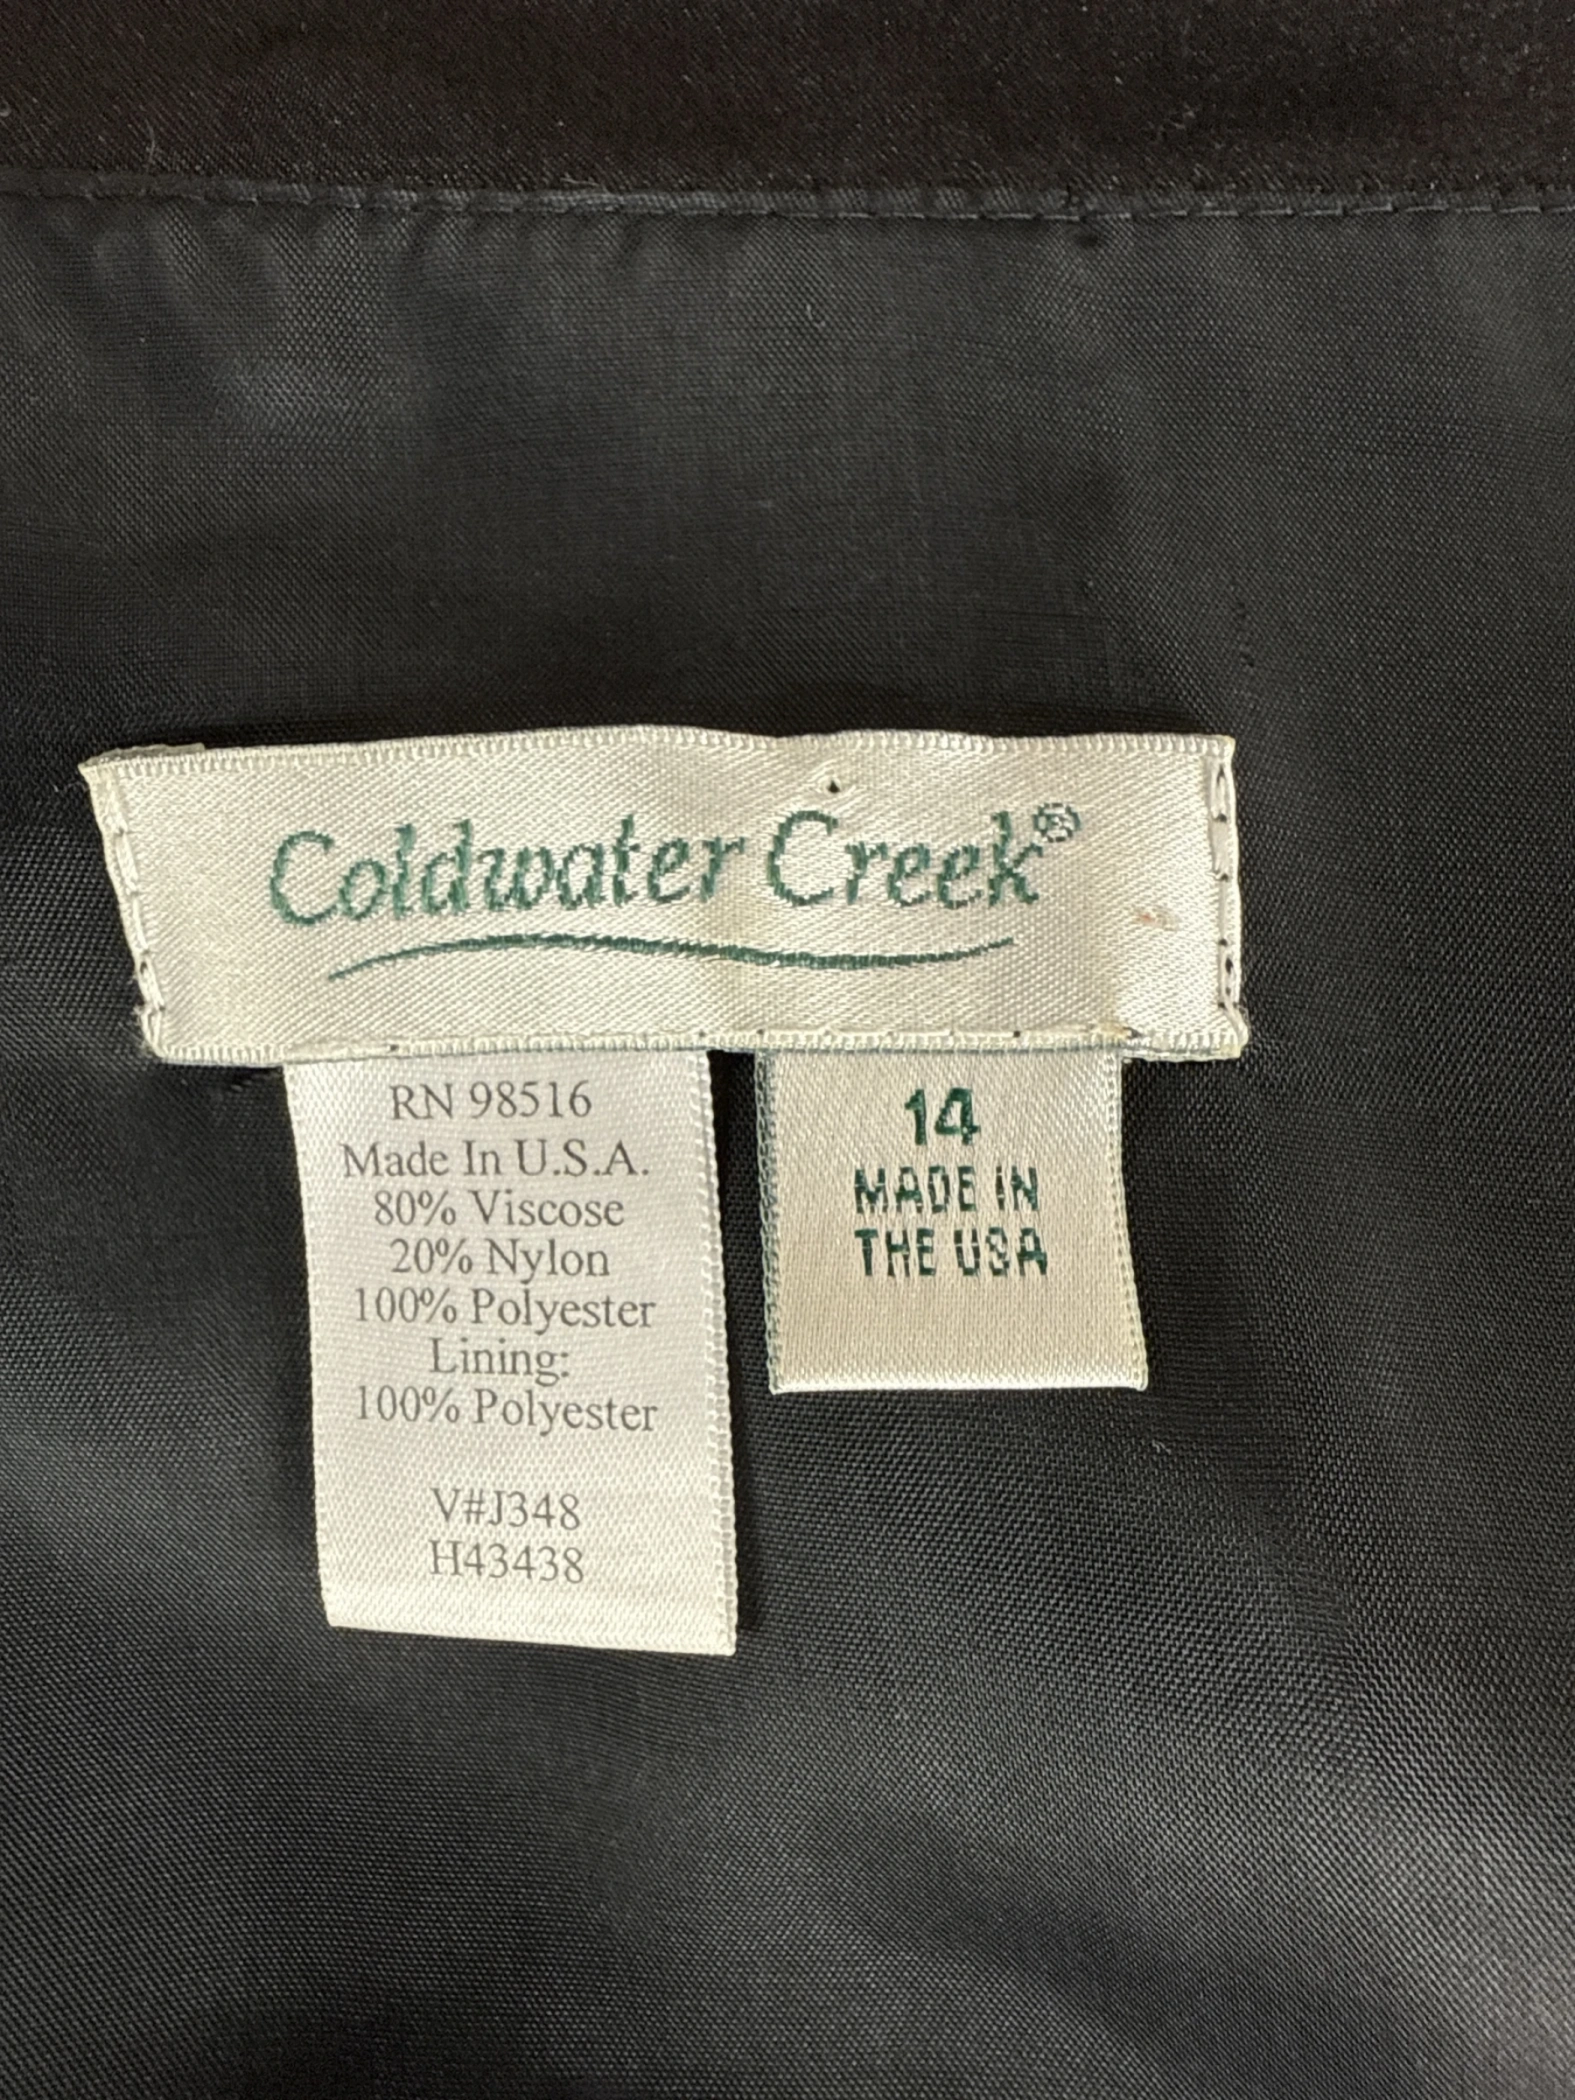 Coldwater Creek®
RN 98516
Made In U.S.A.
80% Viscose
20% Nylon
100% Polyester
Lining:
100% Polyester
V#J348
H43438
14
MADE IN
THE USA